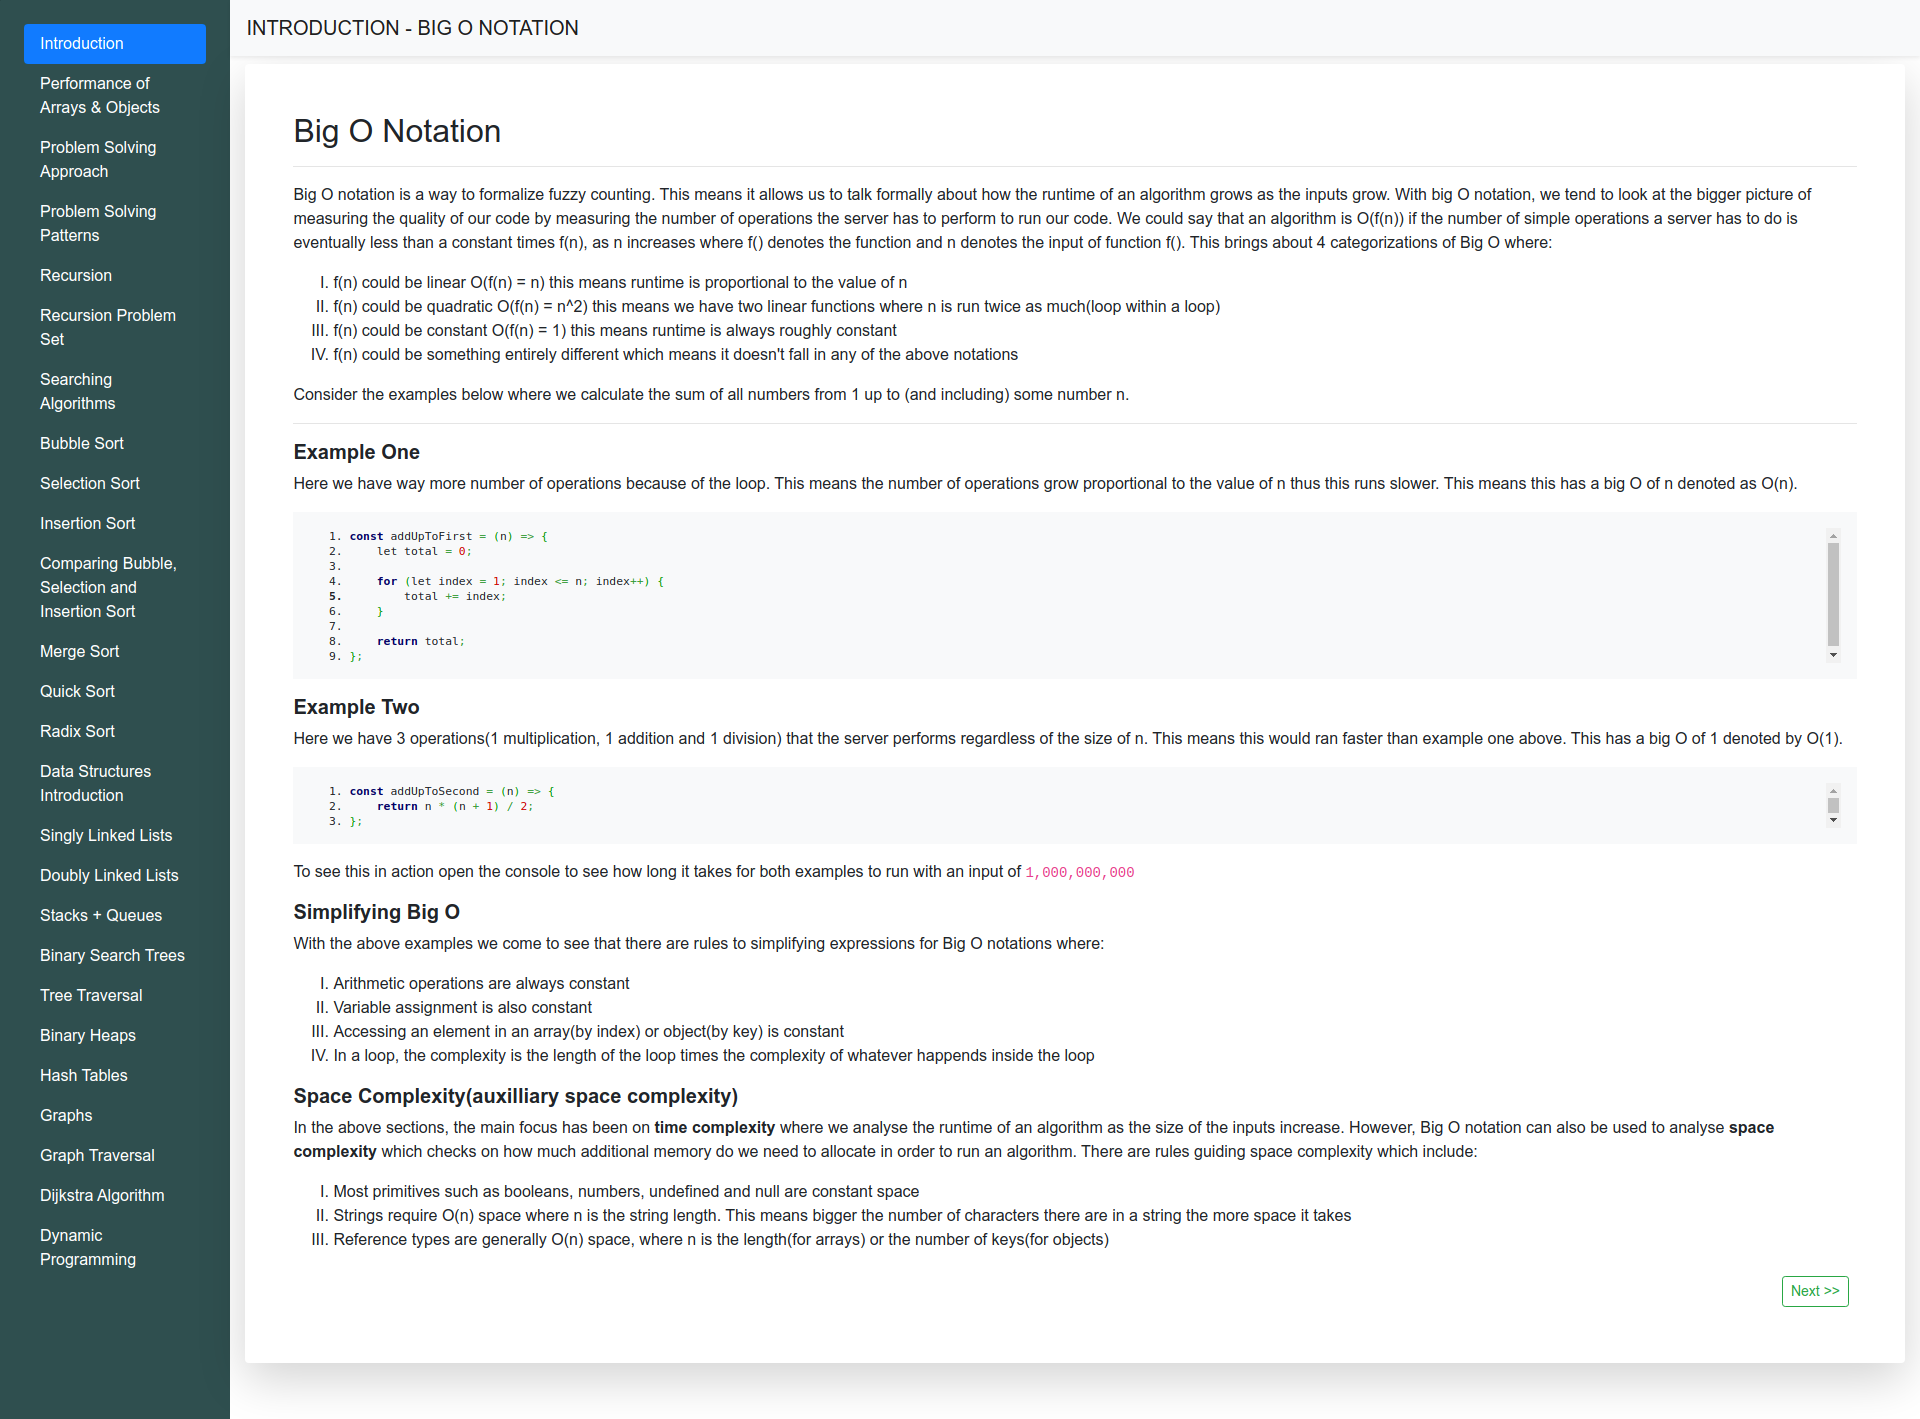 Introduction
Performance of
Arrays & Objects
Problem Solving
Approach
Problem Solving
Patterns
Recursion
Recursion Problem
Set
Searching
Algorithms
Bubble Sort
Selection Sort
Insertion Sort
Comparing Bubble,
Selection and
Insertion Sort
Merge Sort
Quick Sort
Radix Sort
Data Structures
Introduction
Singly Linked Lists
Doubly Linked Lists
Stacks + Queues
Binary Search Trees
Tree Traversal
Binary Heaps
Hash Tables
Graphs
Graph Traversal
Dijkstra Algorithm
Dynamic
Programming
INTRODUCTION - BIG O NOTATION
Big O Notation
Big O notation is a way to formalize fuzzy counting. This means it allows us to talk formally about how the runtime of an algorithm grows as the inputs grow. With big O notation, we tend to look at the bigger picture of
measuring the quality of our code by measuring the number of operations the server has to perform to run our code. We could say that an algorithm is O(f(n)) if the number of simple operations a server has to do is
eventually less than a constant times f(n), as n increases where f() denotes the function and n denotes the input of function f(). This brings about 4 categorizations of Big O where:
I. f(n) could be linear O(f(n) = n) this means runtime is proportional to the value of n
II. f(n) could be quadratic O(f(n) = n^2) this means we have two linear functions where n is run twice as much(loop within a loop)
III. f(n) could be constant O(f(n) = 1) this means runtime is always roughly constant
IV. f(n) could be something entirely different which means it doesn't fall in any of the above notations
Consider the examples below where we calculate the sum of all numbers from 1 up to (and including) some number n.
Example One
Here we have way more number of operations because of the loop. This means the number of operations grow proportional to the value of n thus this runs slower. This means this has a big O of n denoted as O(n).
1. const addUpToFirst = (n) => {
2.     let total = 0;
3.
4.     for (let index = 1; index <= n; index++) {
5.         total += index;
6.     }
7.
8.     return total;
9. };
Example Two
Here we have 3 operations(1 multiplication, 1 addition and 1 division) that the server performs regardless of the size of n. This means this would ran faster than example one above. This has a big O of 1 denoted by O(1).
1. const addUpToSecond = (n) => {
2.     return n * (n + 1) / 2;
3. };
To see this in action open the console to see how long it takes for both examples to run with an input of 1,000,000,000
Simplifying Big O
With the above examples we come to see that there are rules to simplifying expressions for Big O notations where:
I. Arithmetic operations are always constant
II. Variable assignment is also constant
III. Accessing an element in an array(by index) or object(by key) is constant
IV. In a loop, the complexity is the length of the loop times the complexity of whatever happends inside the loop
Space Complexity(auxilliary space complexity)
In the above sections, the main focus has been on time complexity where we analyse the runtime of an algorithm as the size of the inputs increase. However, Big O notation can also be used to analyse space
complexity which checks on how much additional memory do we need to allocate in order to run an algorithm. There are rules guiding space complexity which include:
I. Most primitives such as booleans, numbers, undefined and null are constant space
II. Strings require O(n) space where n is the string length. This means bigger the number of characters there are in a string the more space it takes
III. Reference types are generally O(n) space, where n is the length(for arrays) or the number of keys(for objects)
Next >>